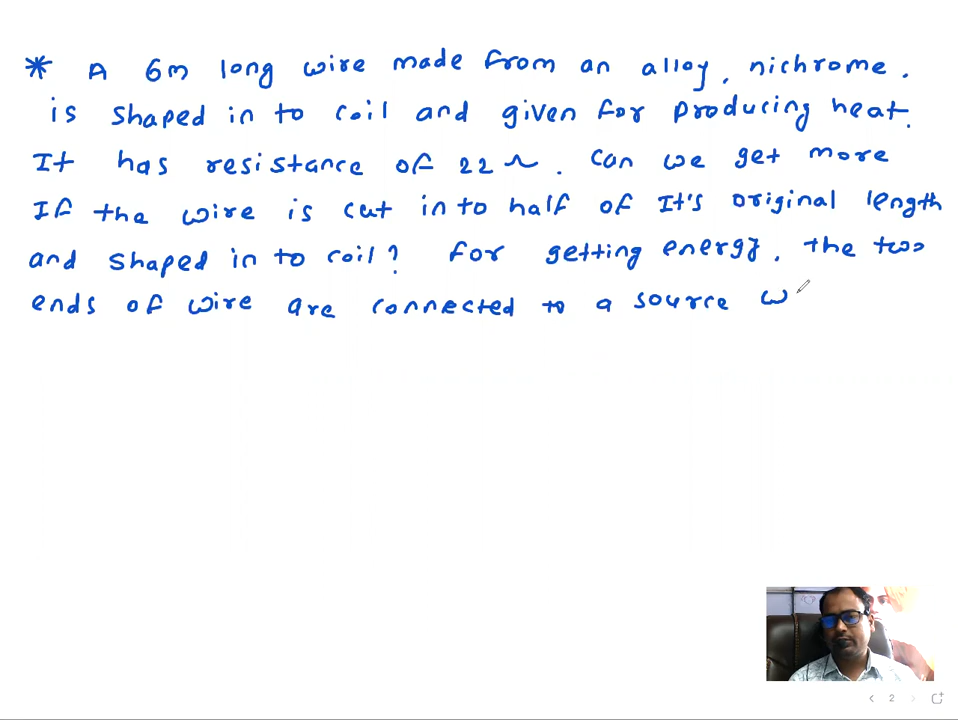 * A 6m long wire made from an alloy, nichrome.
is shaped in to coil and given for producing heat.
It has resistance of 22 Ω. Can we get more
If the wire is cut in to half of It's original length
and shaped in to coil? For getting energy, the two
ends of wire are connected to a source w
2